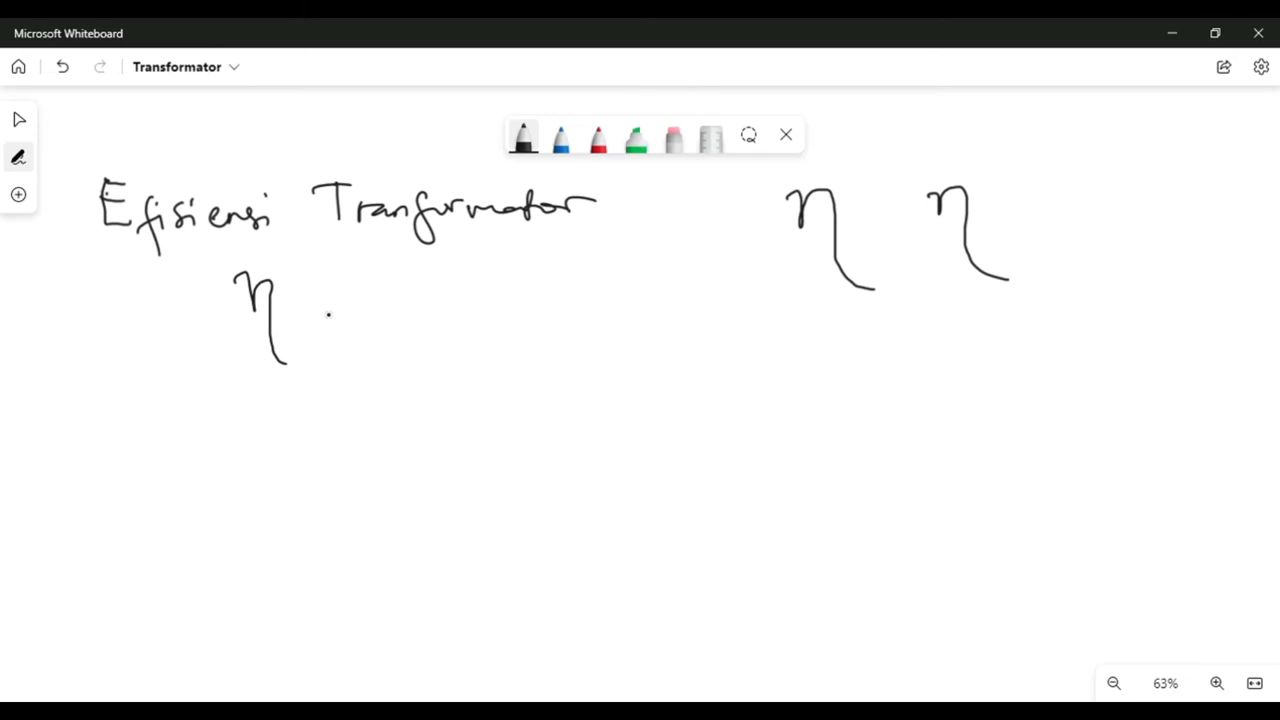 Microsoft Whiteboard
Transformator
Efisiensi Tranformator η η
η
63%